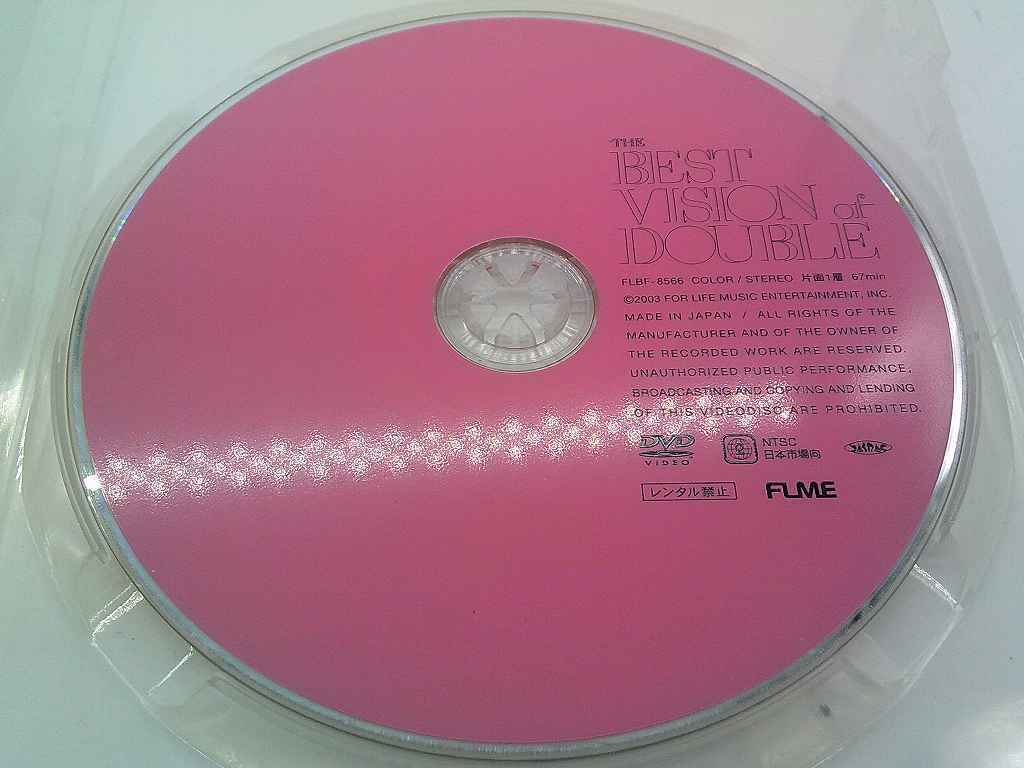 THE
BEST
VISION of
DOUBLE
FLBF-8566 COLOR / STEREO 片面1層 67min
©2003 FOR LIFE MUSIC ENTERTAINMENT, INC.
MADE IN JAPAN / ALL RIGHTS OF THE
MANUFACTURER AND OF THE OWNER OF
THE RECORDED WORK ARE RESERVED.
UNAUTHORIZED PUBLIC PERFORMANCE,
BROADCASTING AND COPYING AND LENDING
OF THIS VIDEODISC ARE PROHIBITED.
DVD VIDEO 2 NTSC 日本市場向 JASRAC
レンタル禁止 FLME